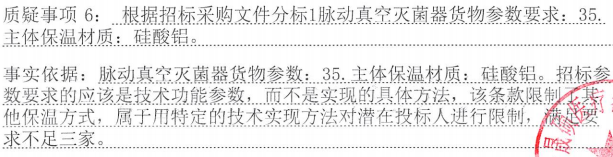 质疑事项 6： 根据招标采购文件分标1脉动真空灭菌器货物参数要求：35.
主体保温材质：硅酸铝。
事实依据：脉动真空灭菌器货物参数：35.主体保温材质：硅酸铝。招标参
数要求的应该是技术功能参数，而不是实现的具体方法，该条款限制了其
他保温方式，属于用特定的技术实现方法对潜在投标人进行限制，满足要
求不足三家。